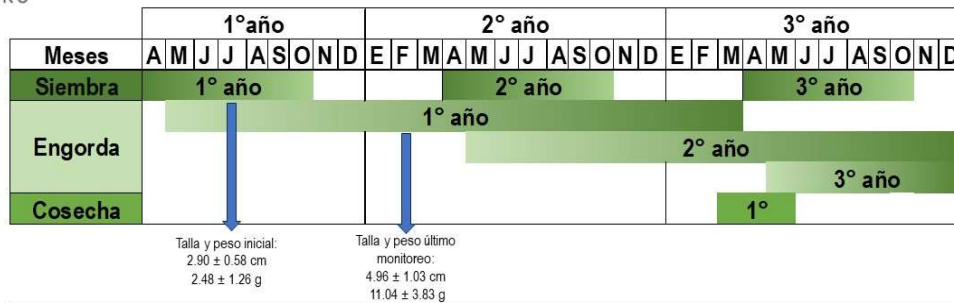 1°año 2° año 3° año
Meses A M J J A S O N D E F M A M J J A S O N D E F M A M J J A S O N D
Siembra 1° año 2° año 3° año
1° año
Engorda 2° año
3° año
Cosecha 1°
Talla y peso inicial:
2.90 ± 0.58 cm
2.48 ± 1.26 g
Talla y peso último
monitoreo:
4.96 ± 1.03 cm
11.04 ± 3.83 g